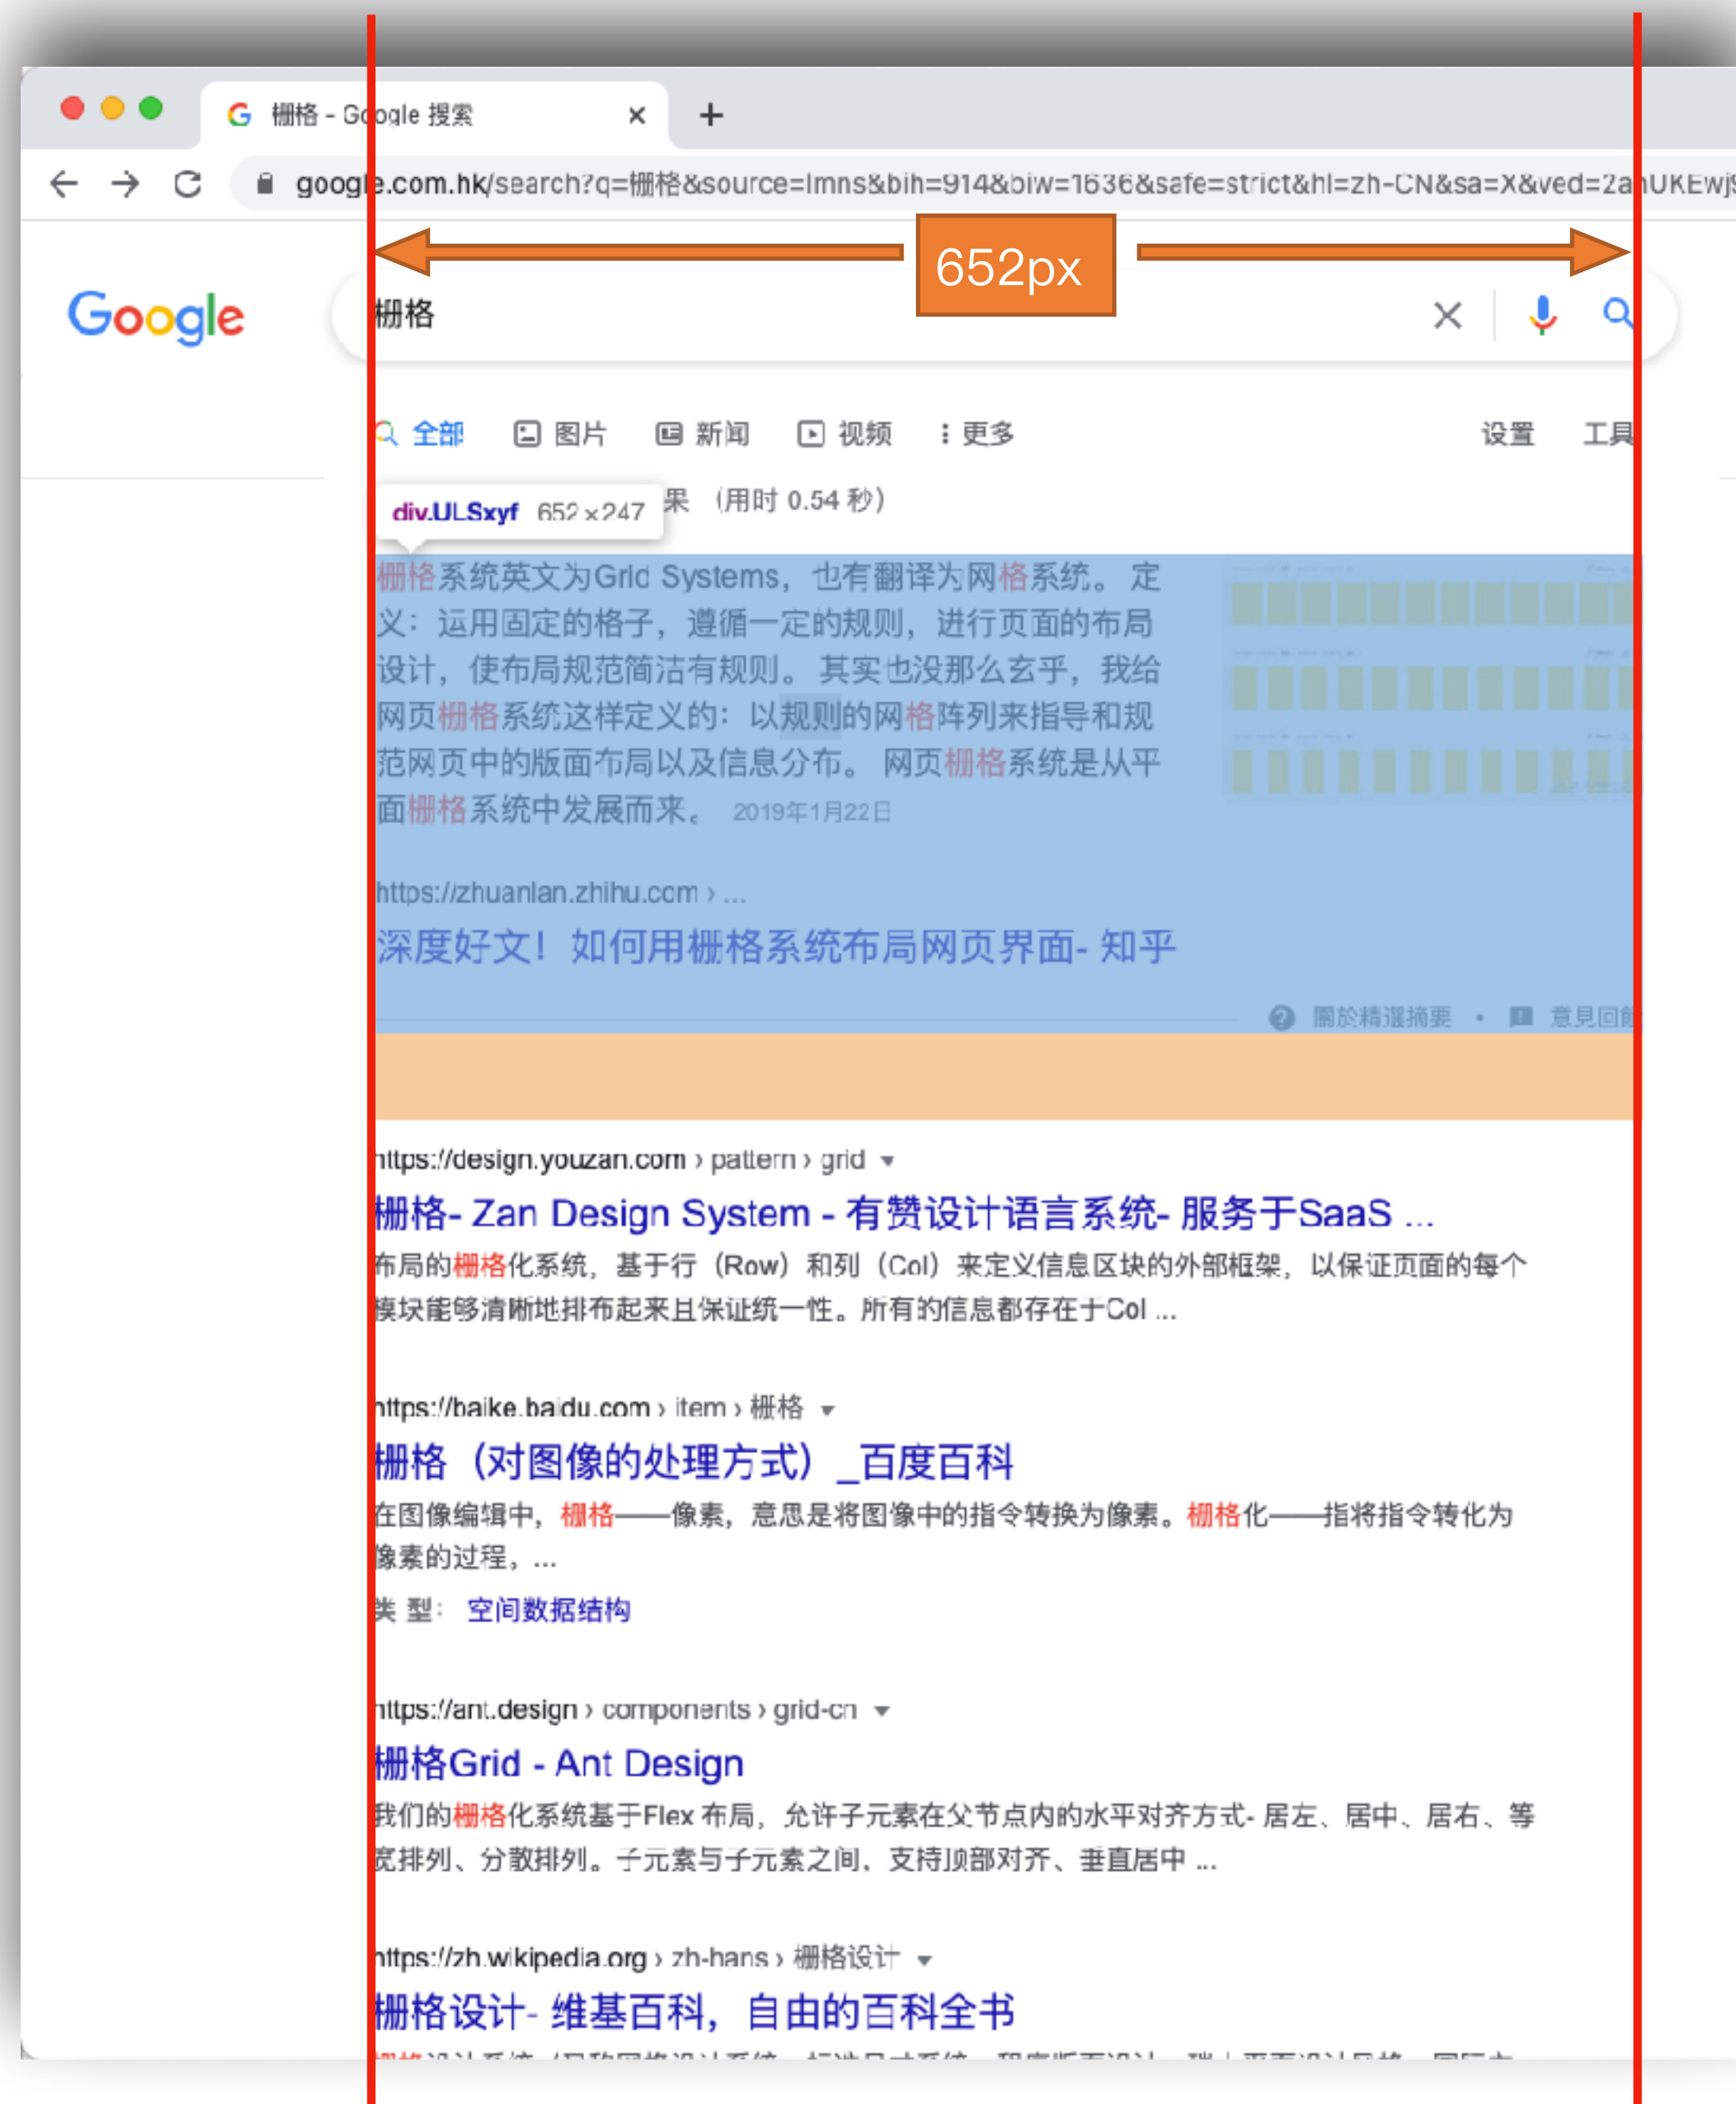 栅格 - Google 搜索
google.com.hk/search?q=栅格&source=lmns&bih=914&biw=1636&safe=strict&hl=zh-CN&sa=X&ved=2ahUKEwj
652px
Google
栅格
全部 图片 新闻 视频 更多 设置 工具
div.ULSxyf 652×247 果 (用时 0.54 秒)
栅格系统英文为Grid Systems，也有翻译为网格系统。 定
义：运用固定的格子，遵循一定的规则，进行页面的布局
设计，使布局规范简洁有规则。 其实也没那么玄乎，我给
网页栅格系统这样定义的：以规则的网格阵列来指导和规
范网页中的版面布局以及信息分布。 网页栅格系统是从平
面栅格系统中发展而来。 2019年1月22日
https://zhuanlan.zhihu.com › ...
深度好文！如何用栅格系统布局网页界面- 知乎
關於精選摘要 • 意見回饋
https://design.youzan.com › pattern › grid
栅格- Zan Design System - 有赞设计语言系统- 服务于SaaS ...
布局的栅格化系统，基于行（Row）和列（Col）来定义信息区块的外部框架，以保证页面的每个
模块能够清晰地排布起来且保证统一性。所有的信息都存在于Col ...
https://baike.baidu.com › item › 栅格
栅格（对图像的处理方式）_百度百科
在图像编辑中，栅格——像素，意思是将图像中的指令转换为像素。栅格化——指将指令转化为
像素的过程，...
类型： 空间数据结构
https://ant.design › components › grid-cn
栅格Grid - Ant Design
我们的栅格化系统基于Flex 布局，允许子元素在父节点内的水平对齐方式- 居左、居中、居右、等
宽排列、分散排列。子元素与子元素之间，支持顶部对齐、垂直居中 ...
https://zh.wikipedia.org › zh-hans › 栅格设计
栅格设计- 维基百科，自由的百科全书